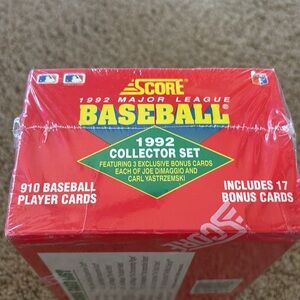 SCORE
1992 MAJOR LEAGUE
BASEBALL
1992
COLLECTOR SET
FEATURING 3 EXCLUSIVE BONUS CARDS
EACH OF JOE DIMAGGIO AND
CARL YASTRZEMSKI
910 BASEBALL
PLAYER CARDS
INCLUDES 17
BONUS CARDS